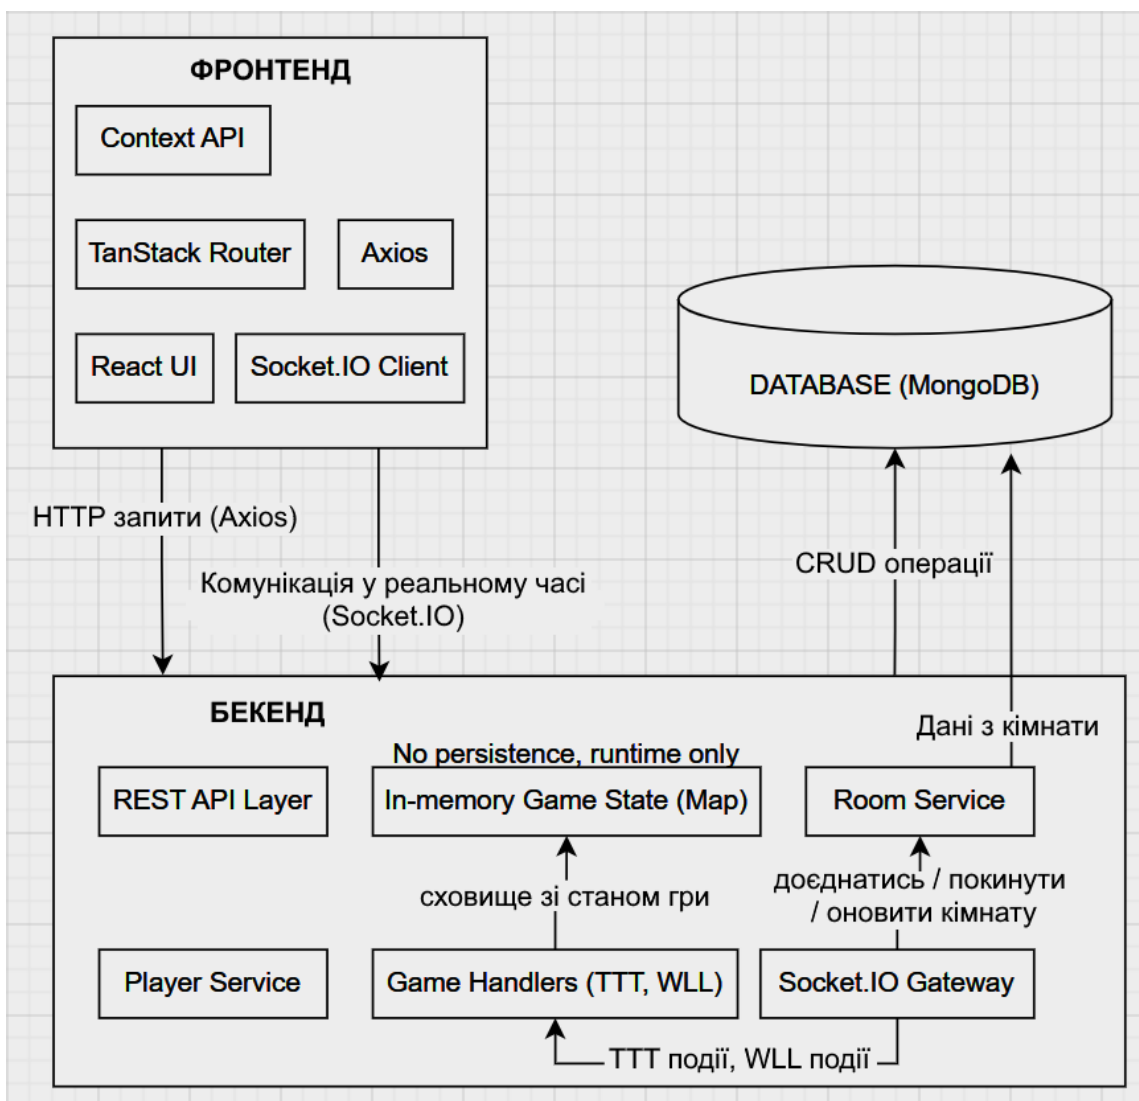 ФРОНТЕНД
Context API
TanStack Router
Axios
React UI
Socket.IO Client
DATABASE (MongoDB)
HTTP запити (Axios)
Комунікація у реальному часі
(Socket.IO)
CRUD операції
Дані з кімнати
БЕКЕНД
No persistence, runtime only
REST API Layer
In-memory Game State (Map)
Room Service
сховище зі станом гри
доєднатись / покинути
/ оновити кімнату
Player Service
Game Handlers (TTT, WLL)
Socket.IO Gateway
TTT події, WLL події